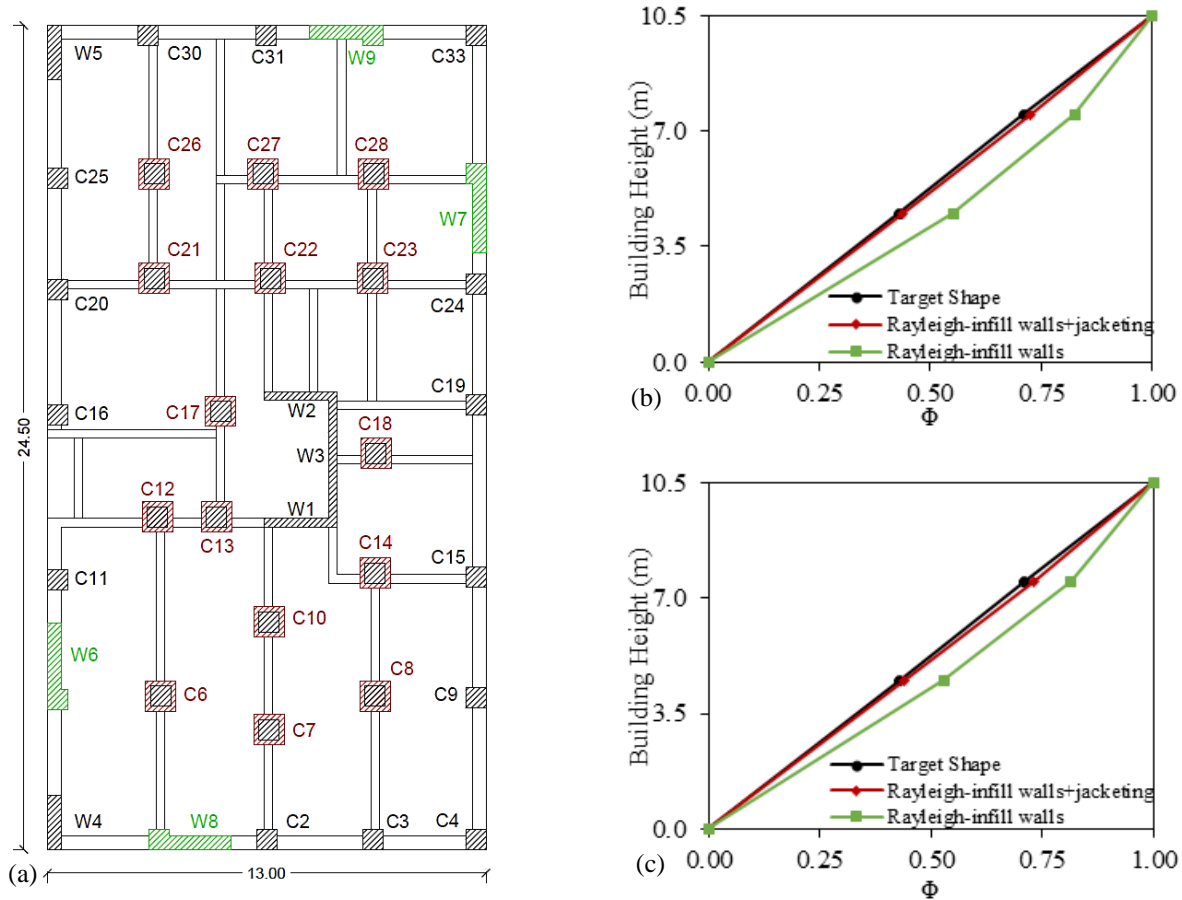 W5
C30
C31
W9
C33
C26
C27
C28
C25
W7
C21
C22
C23
C20
C24
C16
C17
W2
C19
C18
W3
24.50
C12
W1
C13
C14
C15
C11
C10
W6
C8
C6
C9
C7
W4
W8
C2
C3
C4
(a)
13.00
(b)
10.5
7.0
3.5
0.0
Building Height (m)
Target Shape
Rayleigh-infill walls+jacketing
Rayleigh-infill walls
0.00
0.25
0.50
0.75
1.00
Φ
(c)
10.5
7.0
3.5
0.0
Building Height (m)
Target Shape
Rayleigh-infill walls+jacketing
Rayleigh-infill walls
0.00
0.25
0.50
0.75
1.00
Φ